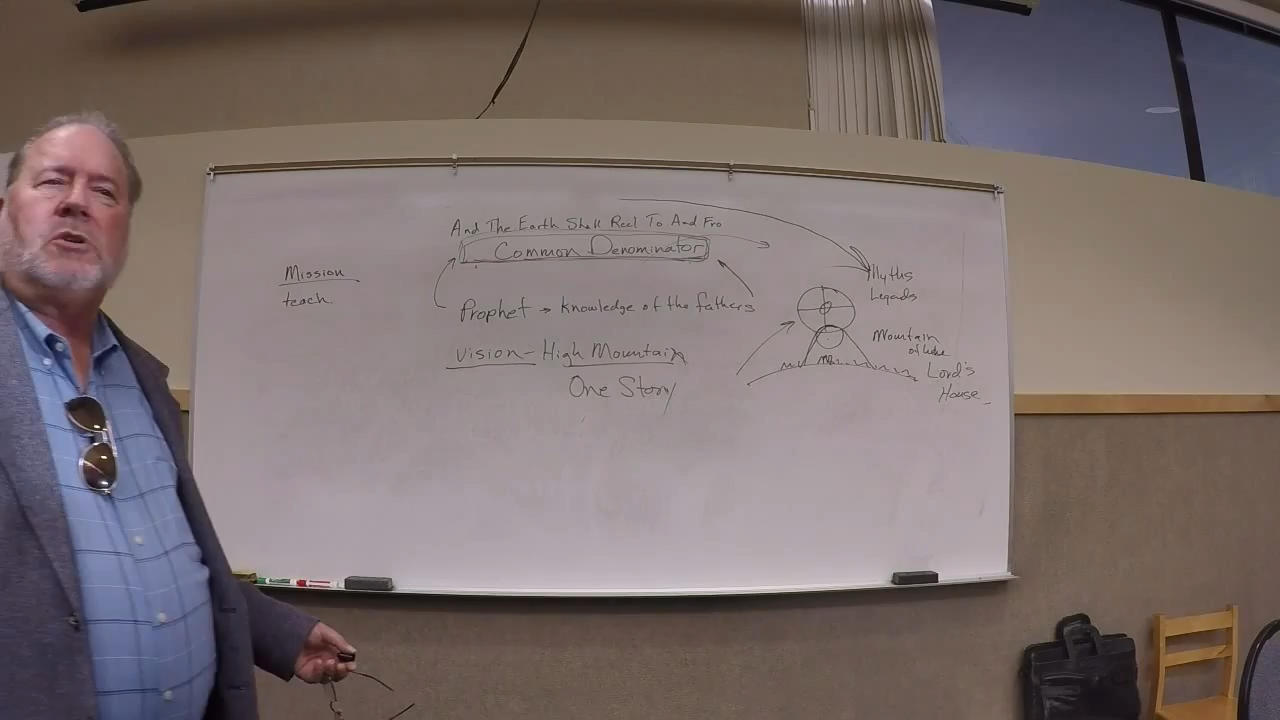 And The Earth Shall Reel To And Fro
Common Denominator
Mission
teach
Prophet → Knowledge of the fathers
Vision - High Mountain
One Story
Myths
Legends
Mountain
of the
Lord's
House